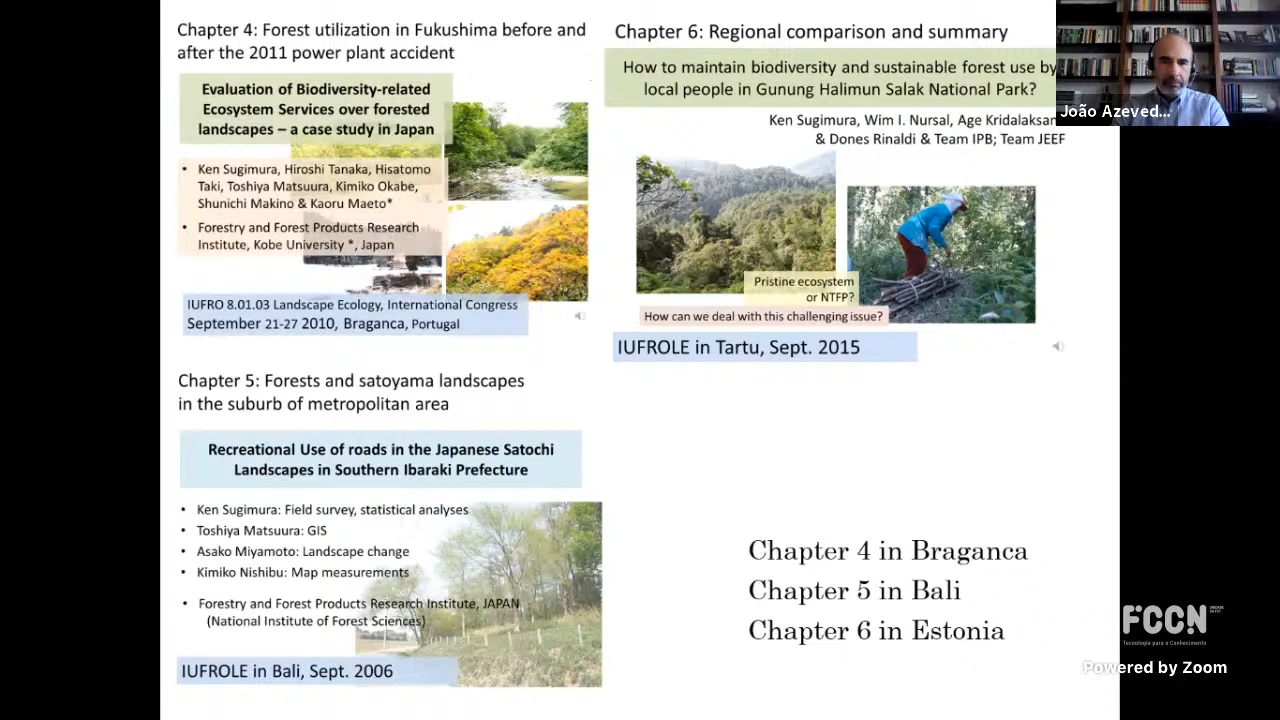 Chapter 4: Forest utilization in Fukushima before and
after the 2011 power plant accident
Evaluation of Biodiversity-related
Ecosystem Services over forested
landscapes – a case study in Japan
• Ken Sugimura, Hiroshi Tanaka, Hisatomo
Taki, Toshiya Matsuura, Kimiko Okabe,
Shunichi Makino & Kaoru Maeto*
• Forestry and Forest Products Research
Institute, Kobe University *, Japan
IUFRO 8.01.03 Landscape Ecology, International Congress
September 21-27 2010, Braganca, Portugal
Chapter 5: Forests and satoyama landscapes
in the suburb of metropolitan area
Recreational Use of roads in the Japanese Satochi
Landscapes in Southern Ibaraki Prefecture
• Ken Sugimura: Field survey, statistical analyses
• Toshiya Matsuura: GIS
• Asako Miyamoto: Landscape change
• Kimiko Nishibu: Map measurements
• Forestry and Forest Products Research Institute, JAPAN
(National Institute of Forest Sciences)
IUFROLE in Bali, Sept. 2006
Chapter 6: Regional comparison and summary
How to maintain biodiversity and sustainable forest use by
local people in Gunung Halimun Salak National Park?
Ken Sugimura, Wim I. Nursal, Age Kridalaksan
& Dones Rinaldi & Team IPB; Team JEEF
Pristine ecosystem
or NTFP?
How can we deal with this challenging issue?
IUFROLE in Tartu, Sept. 2015
Chapter 4 in Braganca
Chapter 5 in Bali
Chapter 6 in Estonia
João Azeved...
FCCN
Tecnologia para o Conhecimento
Powered by Zoom